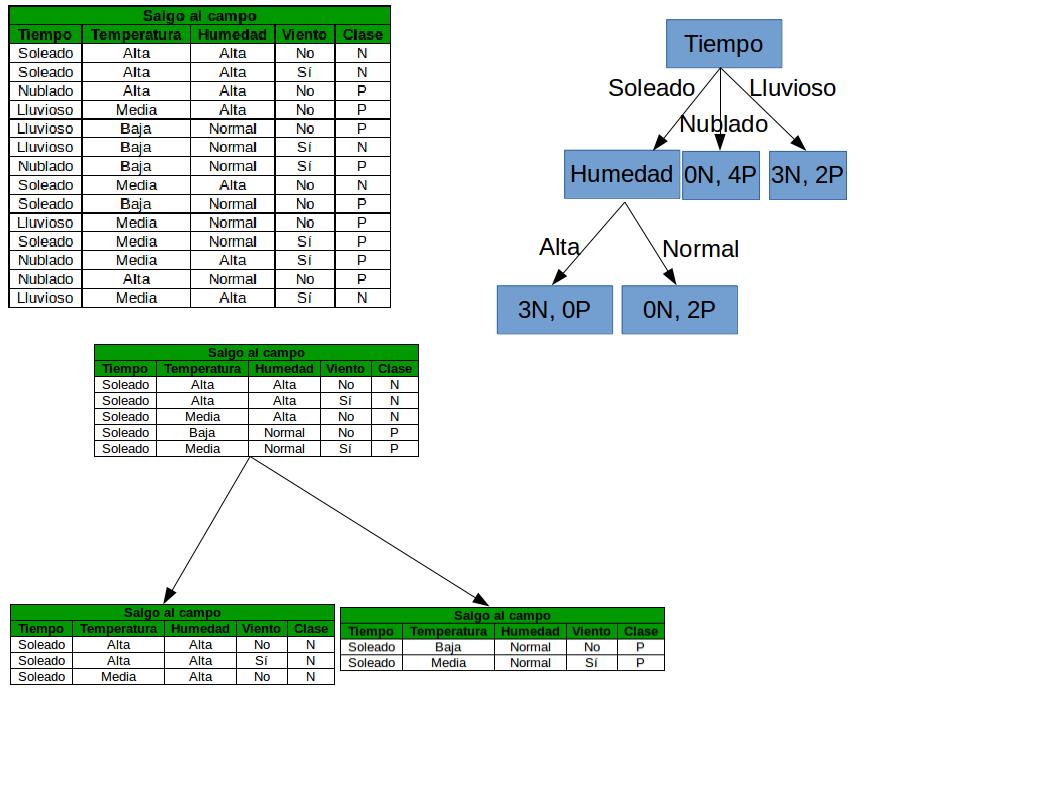 Salgo al campo
Tiempo Temperatura Humedad Viento Clase
Soleado Alta Alta No N
Soleado Alta Alta Sí N
Nublado Alta Alta No P
Lluvioso Media Alta No P
Lluvioso Baja Normal No P
Lluvioso Baja Normal Sí N
Nublado Baja Normal Sí P
Soleado Media Alta No N
Soleado Baja Normal No P
Lluvioso Media Normal No P
Soleado Media Normal Sí P
Nublado Media Alta Sí P
Nublado Alta Normal No P
Lluvioso Media Alta Sí N
Tiempo
Soleado Lluvioso
Nublado
Humedad 0N, 4P 3N, 2P
Alta Normal
3N, 0P 0N, 2P
Salgo al campo
Tiempo Temperatura Humedad Viento Clase
Soleado Alta Alta No N
Soleado Alta Alta Sí N
Soleado Media Alta No N
Soleado Baja Normal No P
Soleado Media Normal Sí P
Salgo al campo
Tiempo Temperatura Humedad Viento Clase
Soleado Alta Alta No N
Soleado Alta Alta Sí N
Soleado Media Alta No N
Salgo al campo
Tiempo Temperatura Humedad Viento Clase
Soleado Baja Normal No P
Soleado Media Normal Sí P